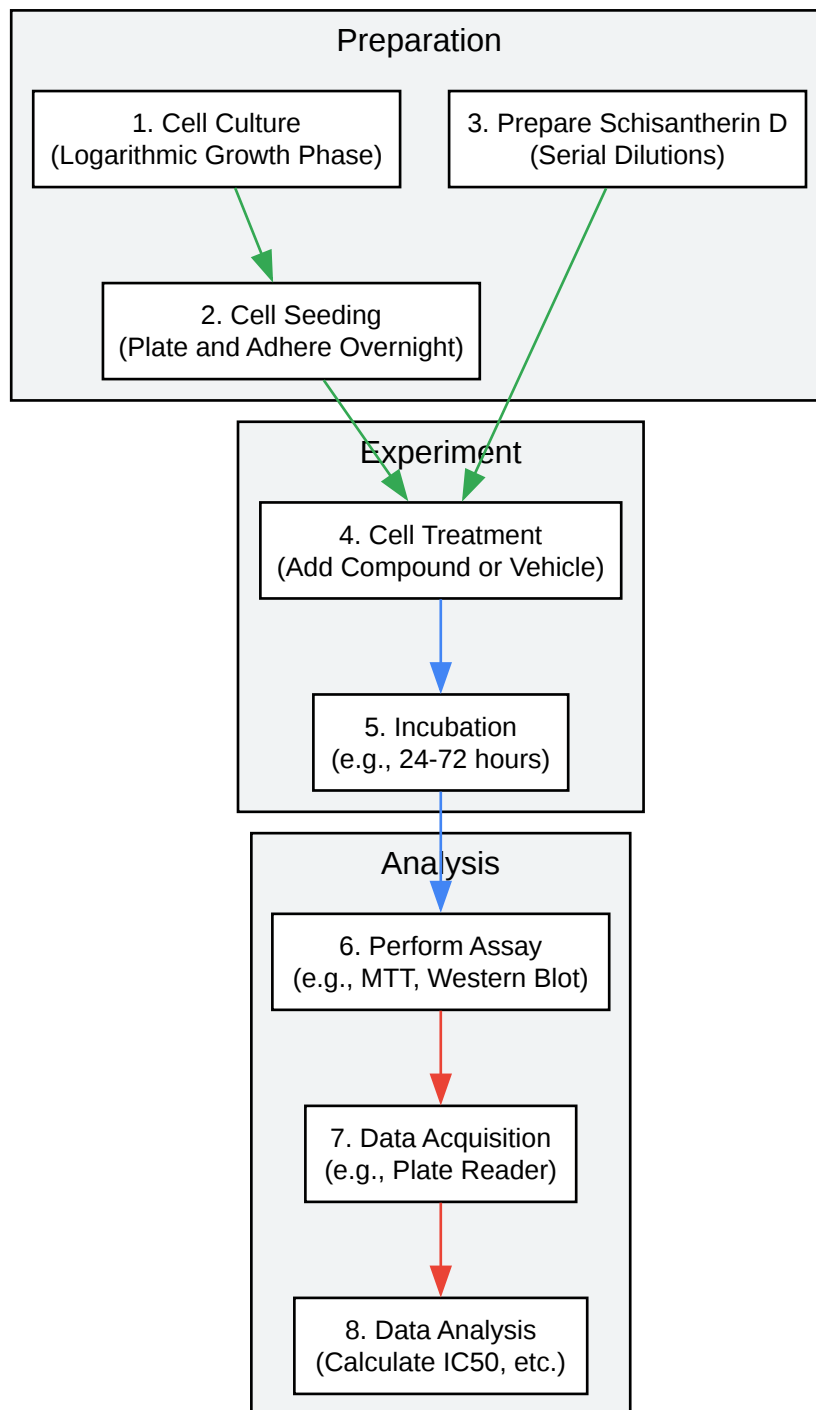 Preparation
1. Cell Culture
(Logarithmic Growth Phase)
3. Prepare Schisantherin D
(Serial Dilutions)
2. Cell Seeding
(Plate and Adhere Overnight)
Experiment
4. Cell Treatment
(Add Compound or Vehicle)
5. Incubation
(e.g., 24-72 hours)
Analysis
6. Perform Assay
(e.g., MTT, Western Blot)
7. Data Acquisition
(e.g., Plate Reader)
8. Data Analysis
(Calculate IC50, etc.)